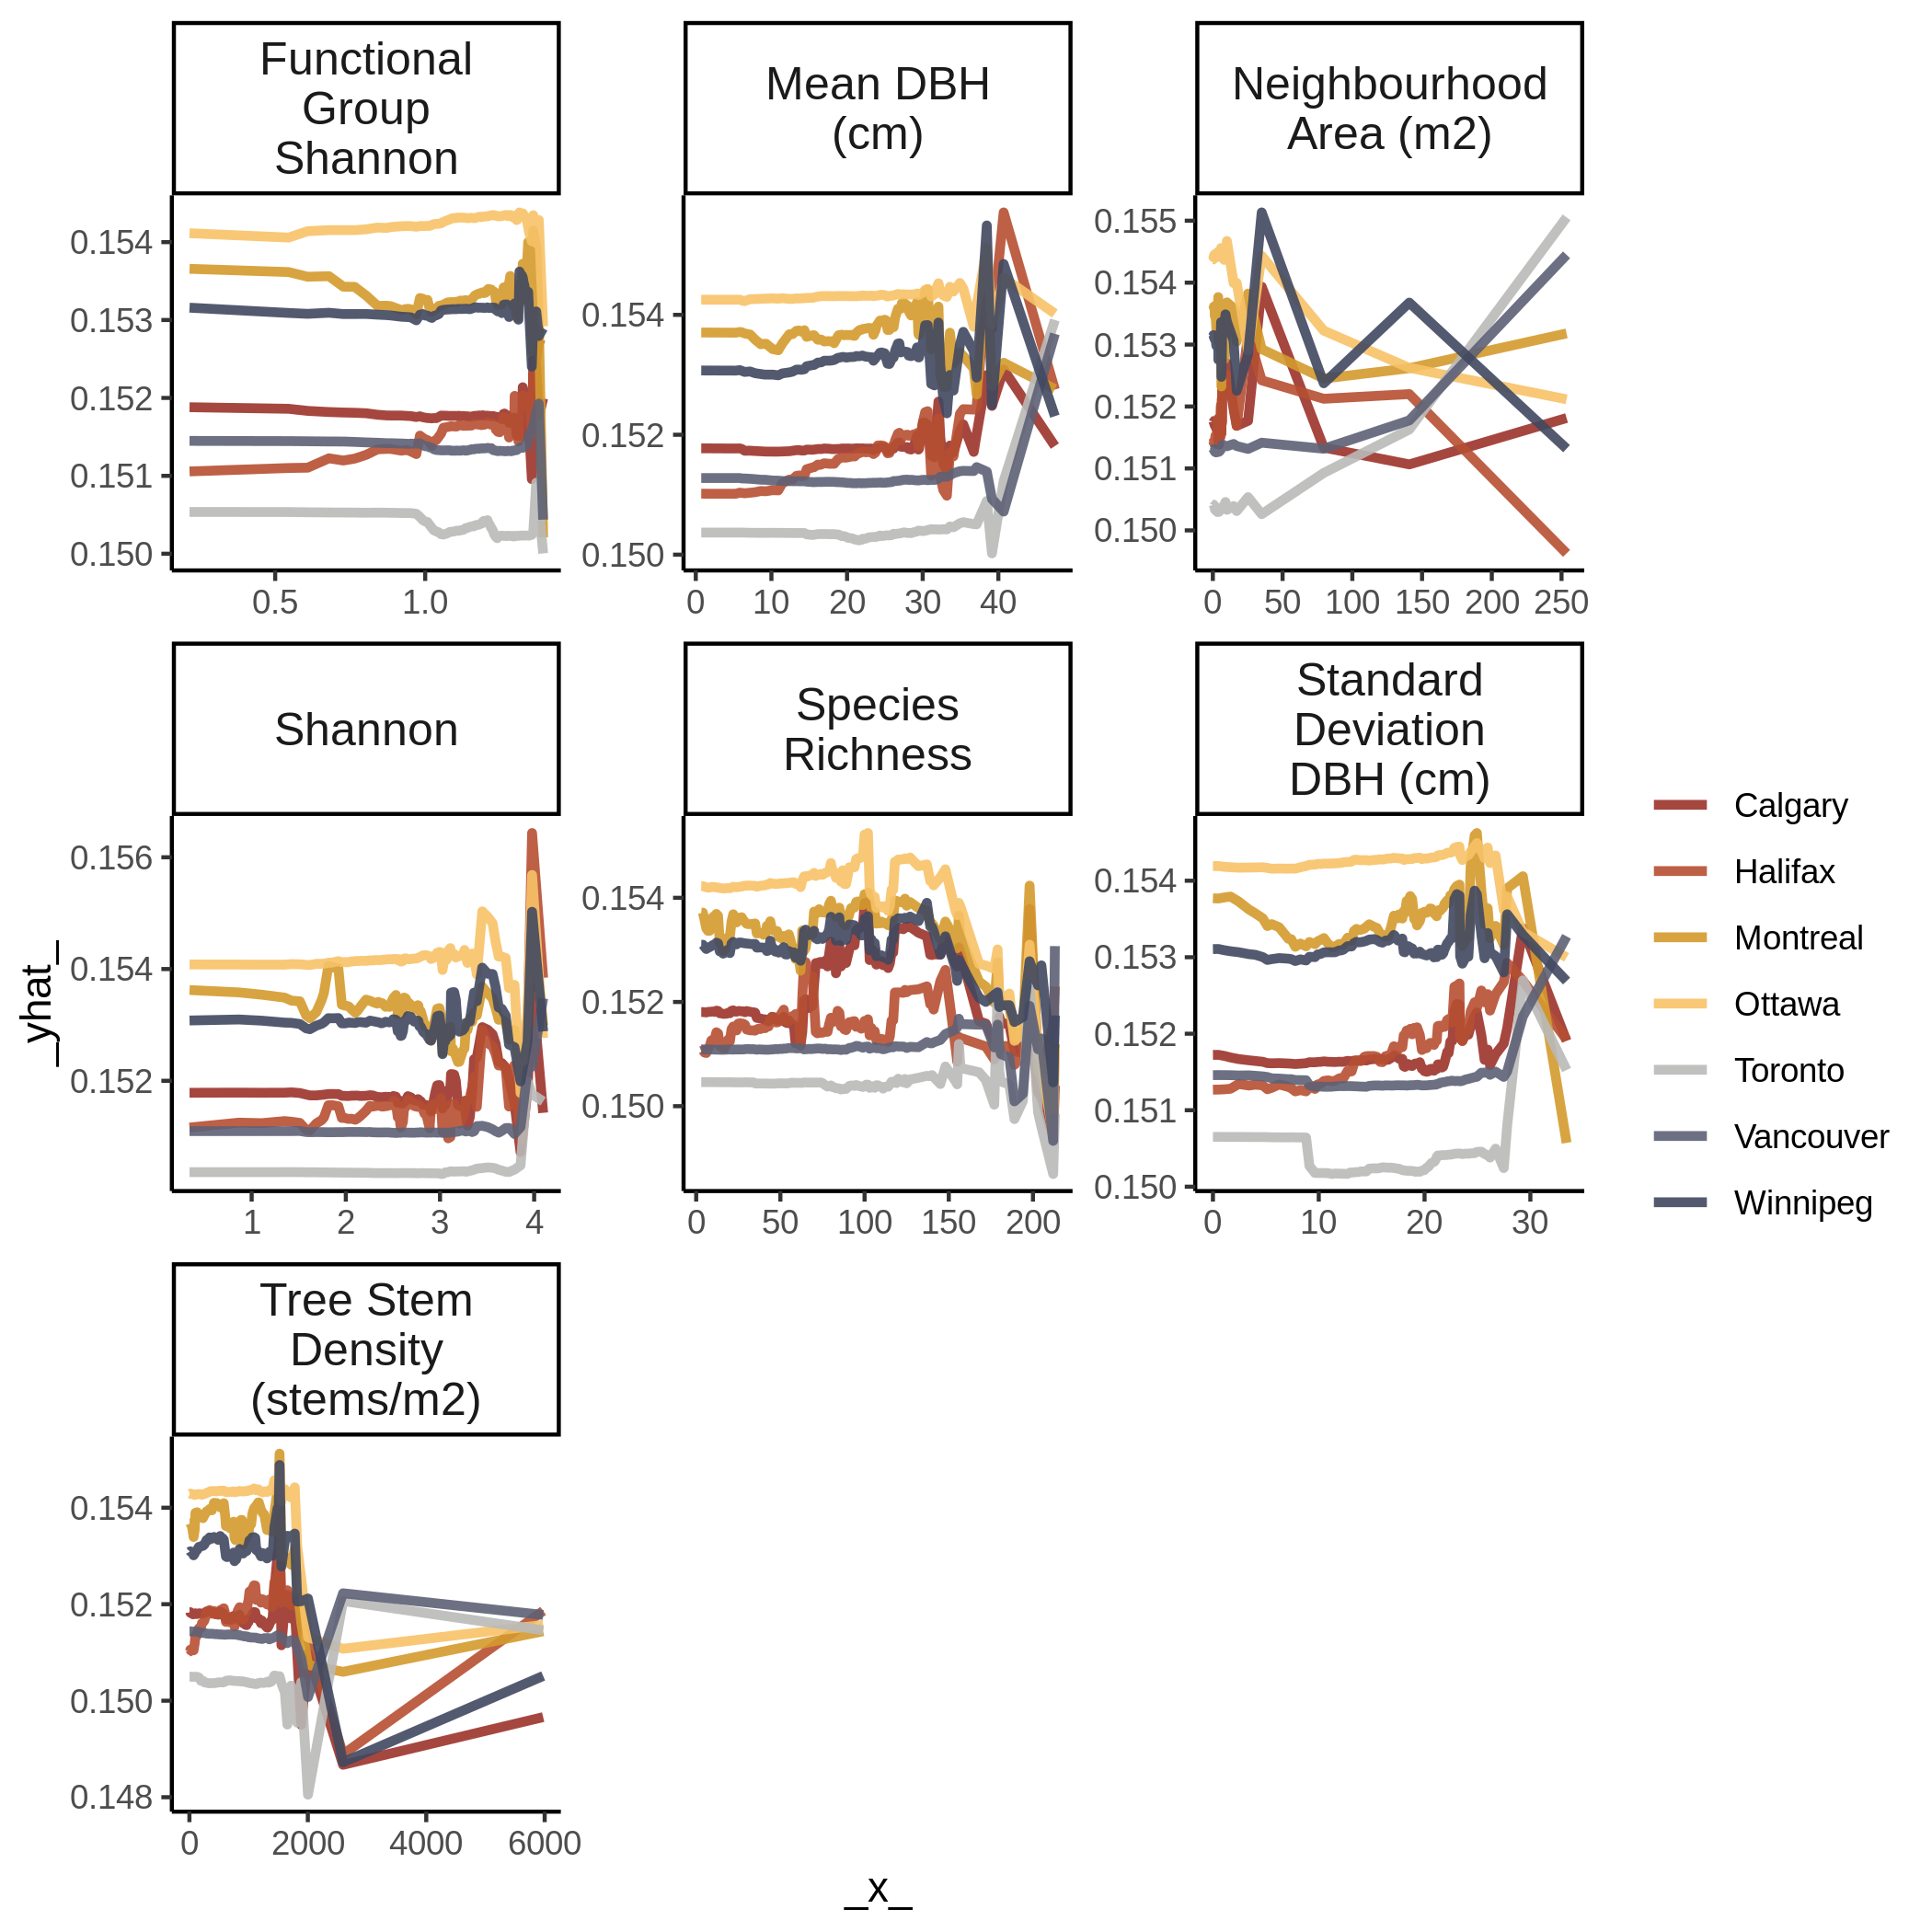 Functional
Group
Shannon
Mean DBH
(cm)
Neighbourhood
Area (m2)
0.154
0.153
0.152
0.151
0.150
0.5
1.0
0.154
0.152
0.150
0
10
20
30
40
0.155
0.154
0.153
0.152
0.151
0.150
0
50
100
150
200
250
Shannon
Species
Richness
Standard
Deviation
DBH (cm)
_yhat_
0.156
0.154
0.152
1
2
3
4
0.154
0.152
0.150
0
50
100
150
200
0.154
0.153
0.152
0.151
0.150
0
10
20
30
Calgary
Halifax
Montreal
Ottawa
Toronto
Vancouver
Winnipeg
Tree Stem
Density
(stems/m2)
0.154
0.152
0.150
0.148
0
2000
4000
6000
_x_